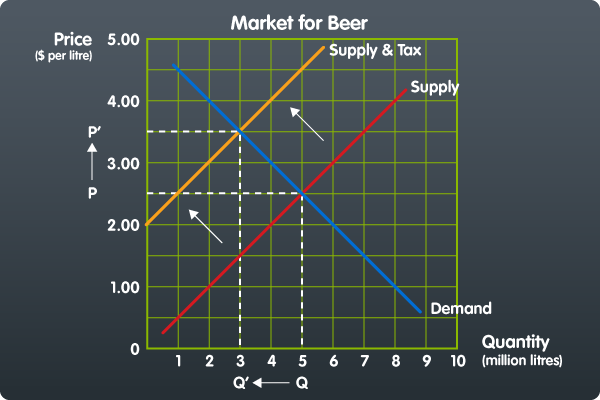 Market for Beer
Price
($ per litre)
5.00
Supply & Tax
Supply
4.00
P’
3.00
P
2.00
1.00
Demand
0
1 2 3 4 5 6 7 8 9 10
Quantity
(million litres)
Q’ Q